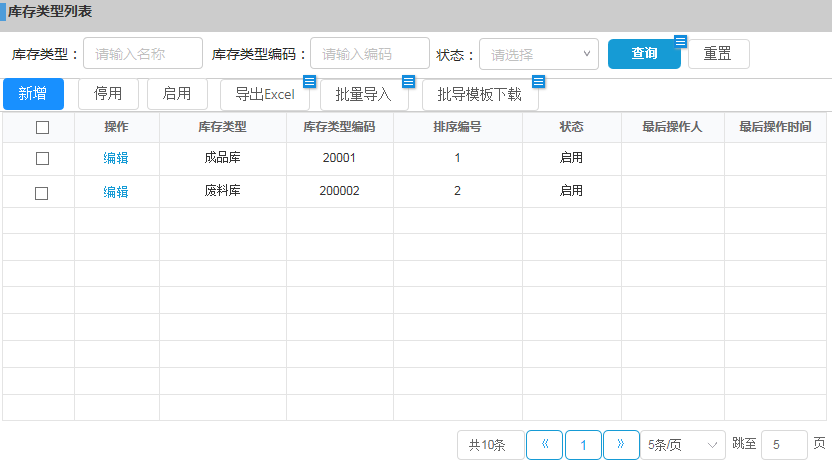 库存类型列表
库存类型： 请输入名称 库存类型编码： 请输入编码 状态： 请选择 查询 重置
新增 停用 启用 导出Excel 批量导入 批导模板下载
操作 库存类型 库存类型编码 排序编号 状态 最后操作人 最后操作时间
编辑 成品库 20001 1 启用
编辑 废料库 200002 2 启用
共10条 《 1 》 5条/页 跳至 5 页